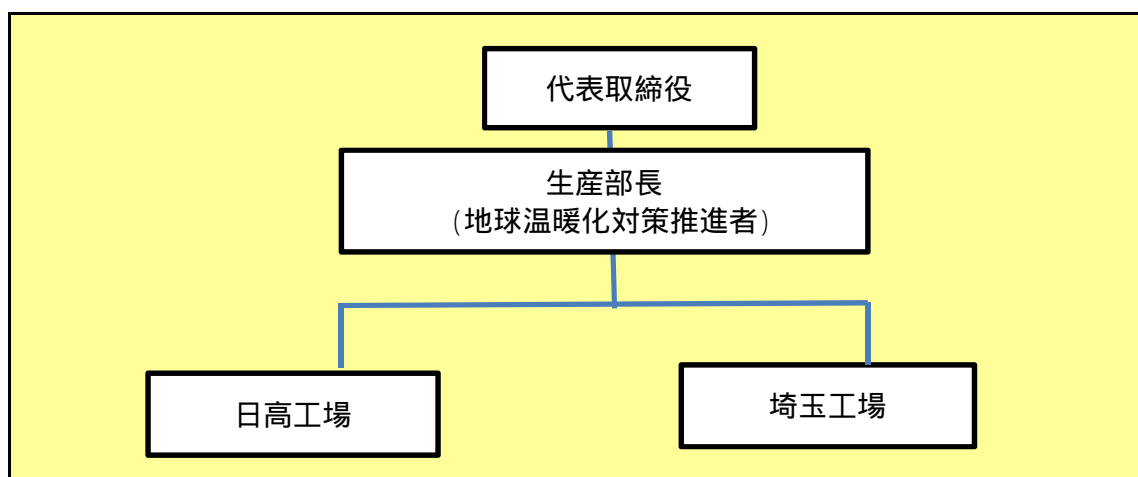 代表取締役
生産部長
(地球温暖化対策推進者)
日高工場
埼玉工場